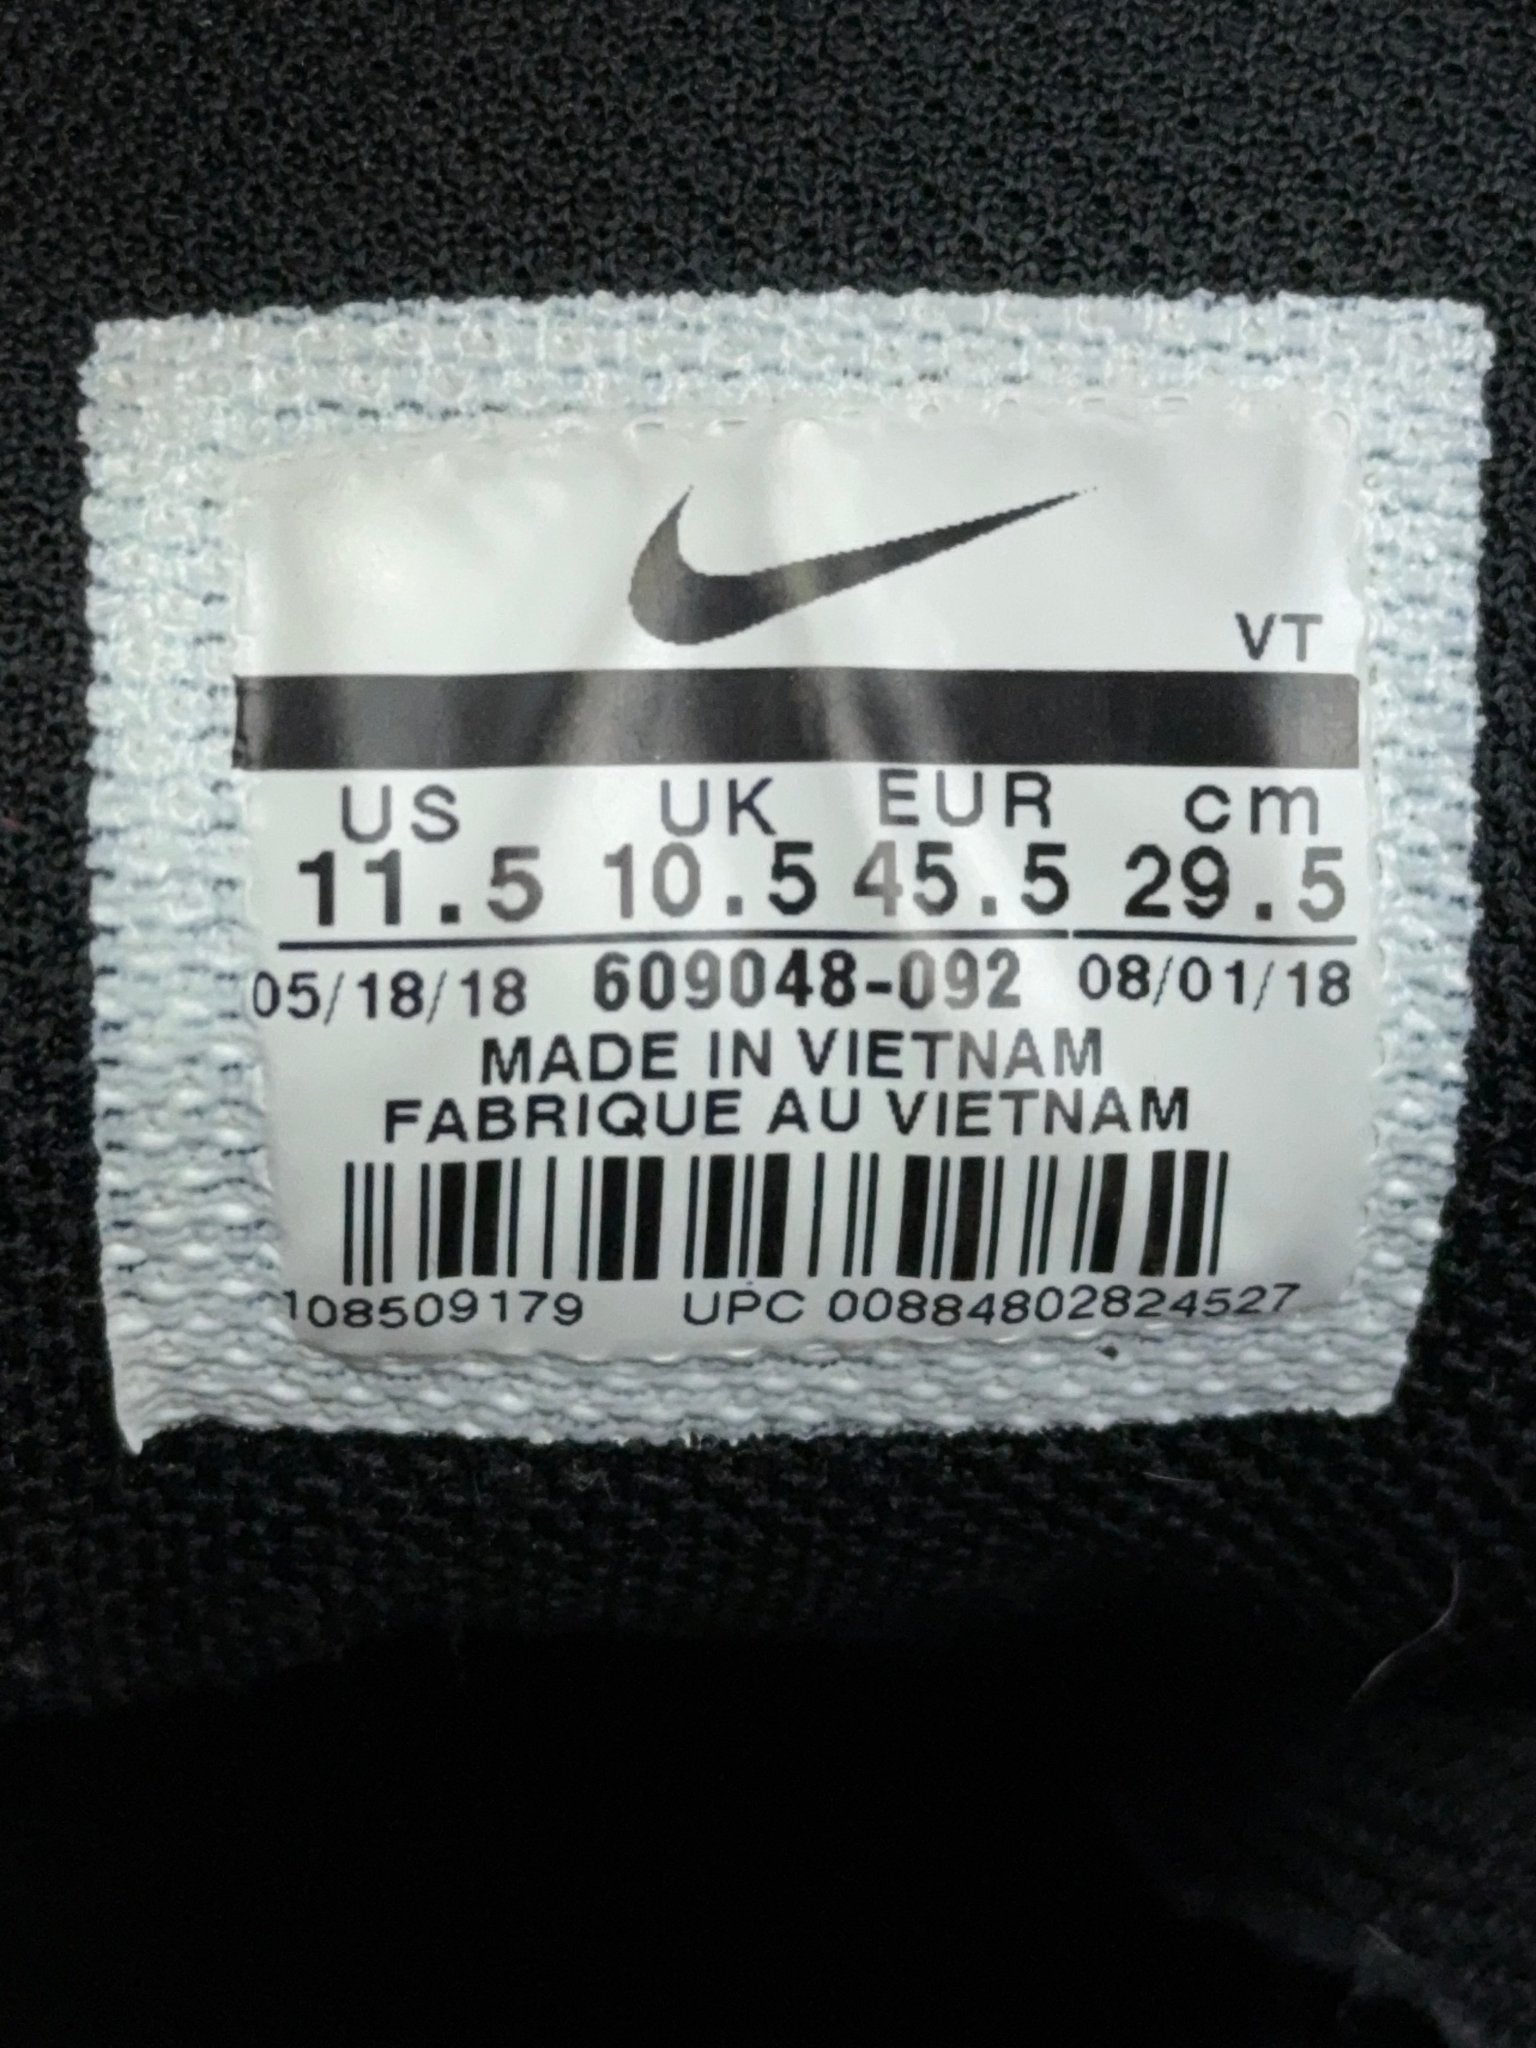 VT
US UK EUR cm
11.5 10.5 45.5 29.5
05/18/18 609048-092 08/01/18
MADE IN VIETNAM
FABRIQUE AU VIETNAM
108509179 UPC 00884802824527